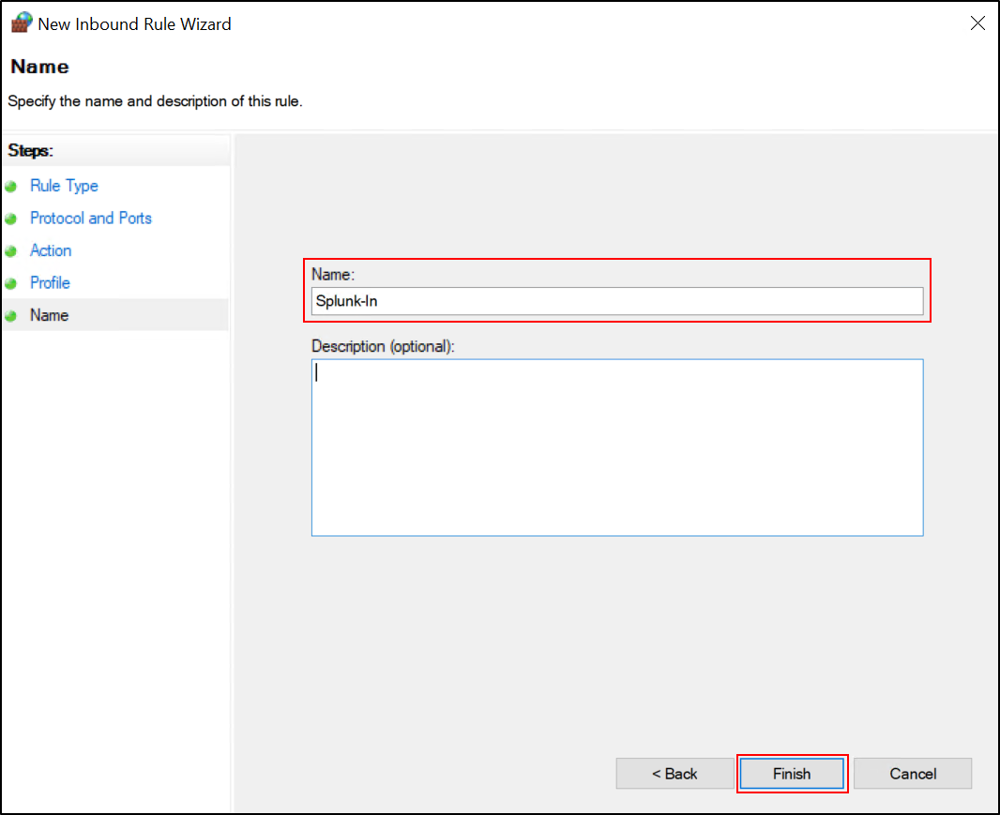 New Inbound Rule Wizard
Name
Specify the name and description of this rule.
Steps:
Rule Type
Protocol and Ports
Action
Profile
Name
Name:
Splunk-In
Description (optional):
< Back
Finish
Cancel